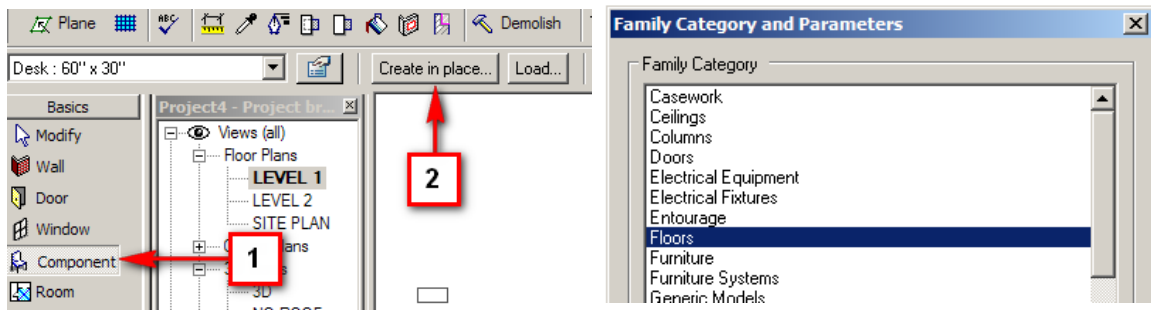 Plane
ABC
Demolish
Desk : 60" x 30"
Create in place...
Load...
Basics
Modify
Wall
Door
Window
Component
Room
Project4 - Project br...
Views (all)
Floor Plans
LEVEL 1
LEVEL 2
SITE PLAN
ans
3D
1
2
Family Category and Parameters
Family Category
Casework
Ceilings
Columns
Doors
Electrical Equipment
Electrical Fixtures
Entourage
Floors
Furniture
Furniture Systems
Generic Models